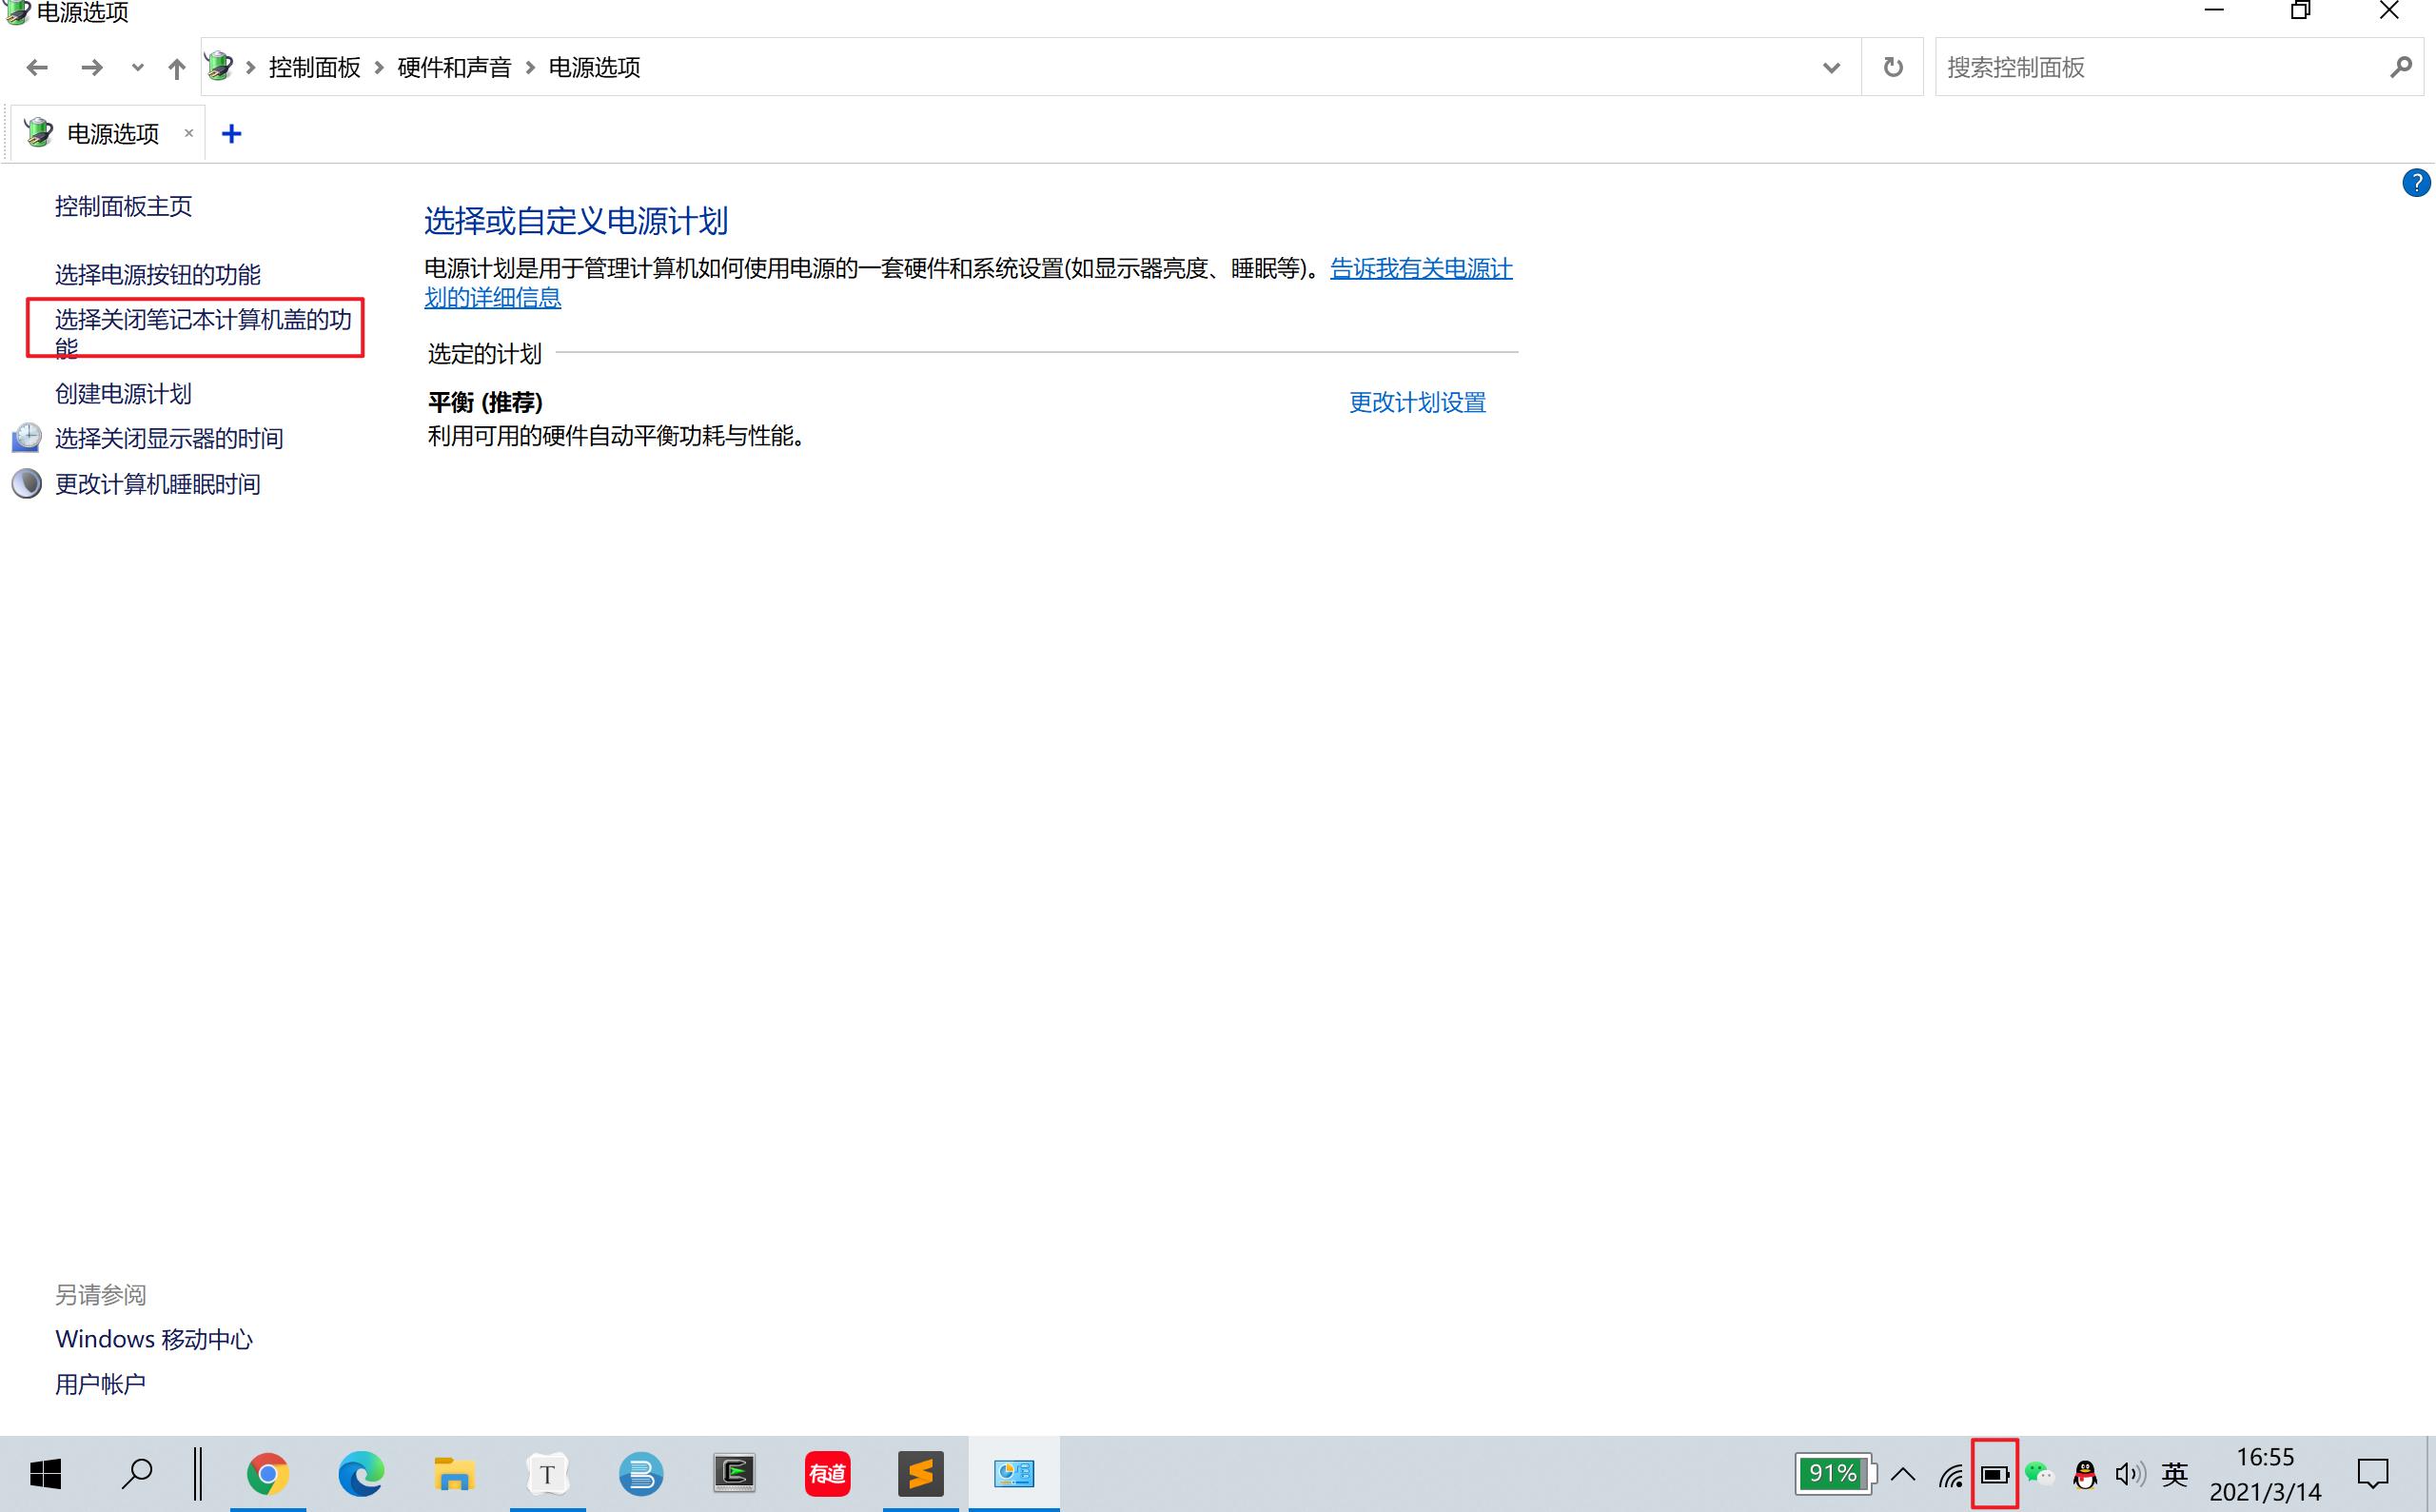 电源选项
控制面板 硬件和声音 电源选项
搜索控制面板
电源选项
控制面板主页
选择电源按钮的功能
选择关闭笔记本计算机盖的功
能
创建电源计划
选择关闭显示器的时间
更改计算机睡眠时间
选择或自定义电源计划
电源计划是用于管理计算机如何使用电源的一套硬件和系统设置(如显示器亮度、睡眠等)。告诉我有关电源计
划的详细信息
选定的计划
平衡 (推荐)
更改计划设置
利用可用的硬件自动平衡功耗与性能。
另请参阅
Windows 移动中心
用户帐户
T
有道
91%
英
16:55
2021/3/14